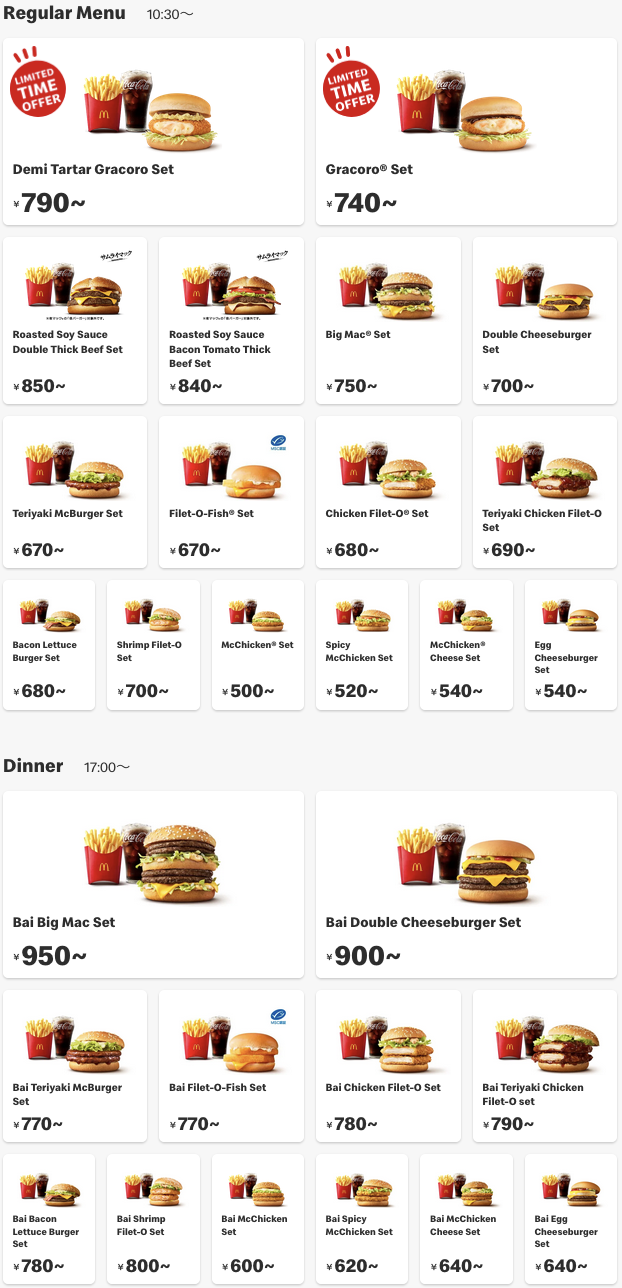 Regular Menu 10:30～
LIMITED
TIME
OFFER
Demi Tartar Gracoro Set
¥790~
LIMITED
TIME
OFFER
Gracoro® Set
¥740~
サムライマック
Roasted Soy Sauce
Double Thick Beef Set
¥850~
サムライマック
Roasted Soy Sauce
Bacon Tomato Thick
Beef Set
¥840~
Big Mac® Set
¥750~
Double Cheeseburger
Set
¥700~
Teriyaki McBurger Set
¥670~
Filet-O-Fish® Set
¥670~
Chicken Filet-O® Set
¥680~
Teriyaki Chicken Filet-O
Set
¥690~
Bacon Lettuce
Burger Set
¥680~
Shrimp Filet-O
Set
¥700~
McChicken® Set
¥500~
Spicy
McChicken Set
¥520~
McChicken®
Cheese Set
¥540~
Egg
Cheeseburger
Set
¥540~
Dinner 17:00～
Coca-Cola
Bai Big Mac Set
¥950~
Coca-Cola
Bai Double Cheeseburger Set
¥900~
Bai Teriyaki McBurger
Set
¥770~
Bai Filet-O-Fish Set
¥770~
Bai Chicken Filet-O Set
¥780~
Bai Teriyaki Chicken
Filet-O set
¥790~
Bai Bacon
Lettuce Burger
Set
¥780~
Bai Shrimp
Filet-O Set
¥800~
Bai McChicken
Set
¥600~
Bai Spicy
McChicken Set
¥620~
Bai McChicken
Cheese Set
¥640~
Bai Egg
Cheeseburger
Set
¥640~